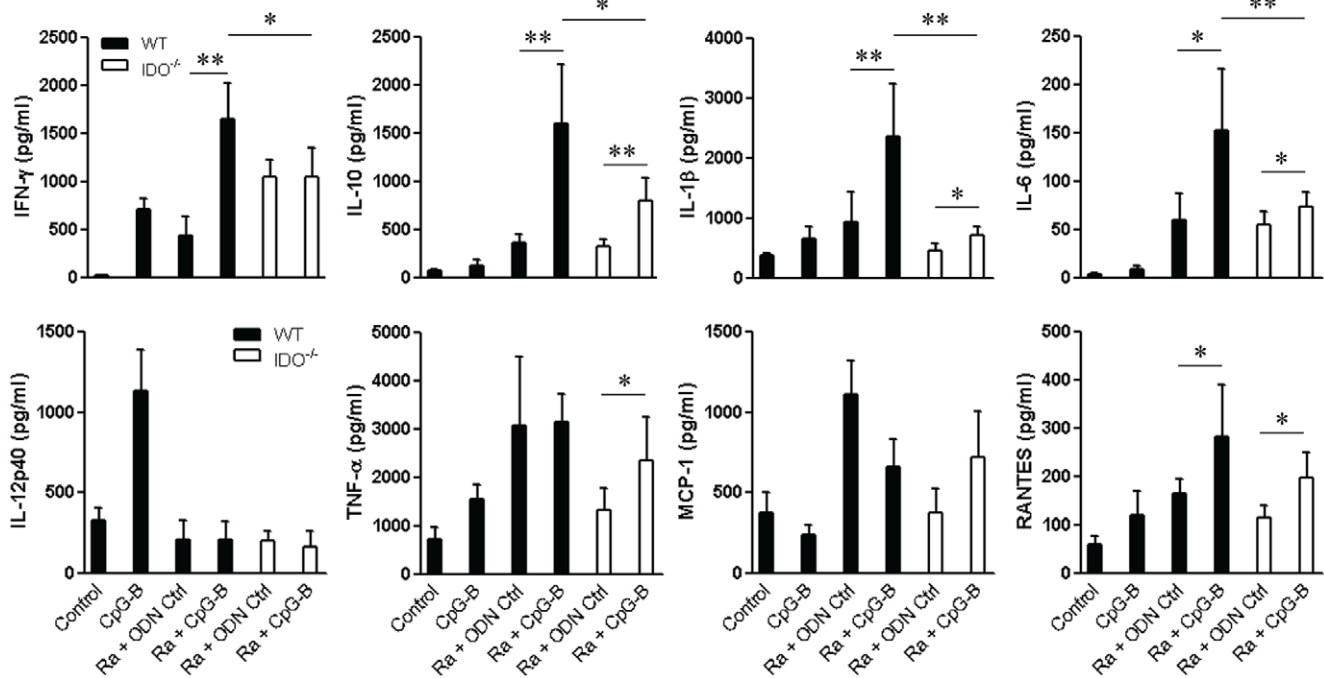 * * ** **
2500 WT ** 2500 ** 4000 ** 250 *
IDO-/-
2000 2000 3000 200
1500 1500 ** 2000 * 150 *
1000 1000 1000 100
500 500 50
0 0 0 0
IFN-γ (pg/ml) IL-10 (pg/ml) IL-1β (pg/ml) IL-6 (pg/ml)
1500 WT 5000 * 1500 500 *
IDO-/-
1000 4000 1000 400 *
3000 300
500 2000 500 200
1000 100
0 0 0 0
IL-12p40 (pg/ml) TNF-α (pg/ml) MCP-1 (pg/ml) RANTES (pg/ml)
Control CpG-B Ra + ODN Ctrl Ra + CpG-B Ra + ODN Ctrl Ra + CpG-B
Control CpG-B Ra + ODN Ctrl Ra + CpG-B Ra + ODN Ctrl Ra + CpG-B
Control CpG-B Ra + ODN Ctrl Ra + CpG-B Ra + ODN Ctrl Ra + CpG-B
Control CpG-B Ra + ODN Ctrl Ra + CpG-B Ra + ODN Ctrl Ra + CpG-B